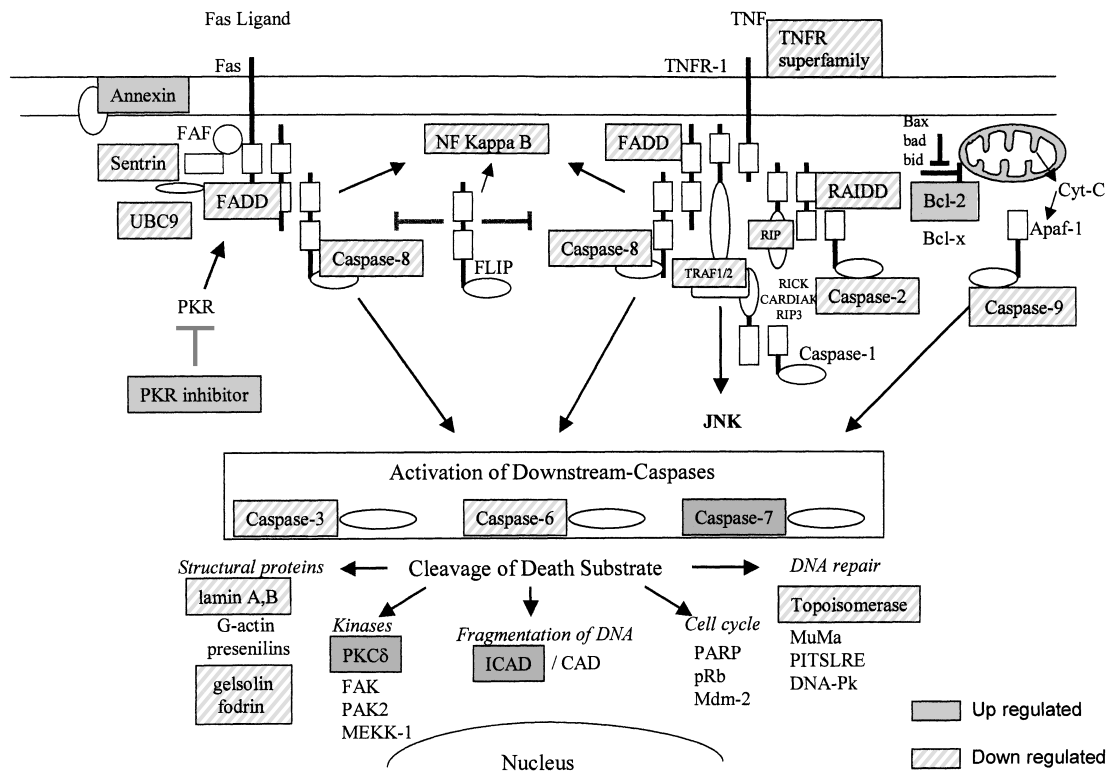 Fas Ligand
TNF
TNFR
superfamily
Fas
TNFR-1
Annexin
FAF
Sentrin
FADD
UBC9
NF Kappa B
FADD
Bax
bad
bid
RAIDD
Bcl-2
Cyt-C
Bcl-x
Apaf-1
Caspase-8
FLIP
Caspase-8
RIP
TRAF1/2
RICK
CARDIAK
RIP3
Caspase-2
Caspase-9
PKR
Caspase-1
PKR inhibitor
JNK
Activation of Downstream-Caspases
Caspase-3
Caspase-6
Caspase-7
Structural proteins
Cleavage of Death Substrate
DNA repair
lamin A,B
G-actin
presenilins
gelsolin
fodrin
Kinases
PKCδ
FAK
PAK2
MEKK-1
Fragmentation of DNA
ICAD / CAD
Cell cycle
PARP
pRb
Mdm-2
Topoisomerase
MuMa
PITSLRE
DNA-Pk
Up regulated
Down regulated
Nucleus